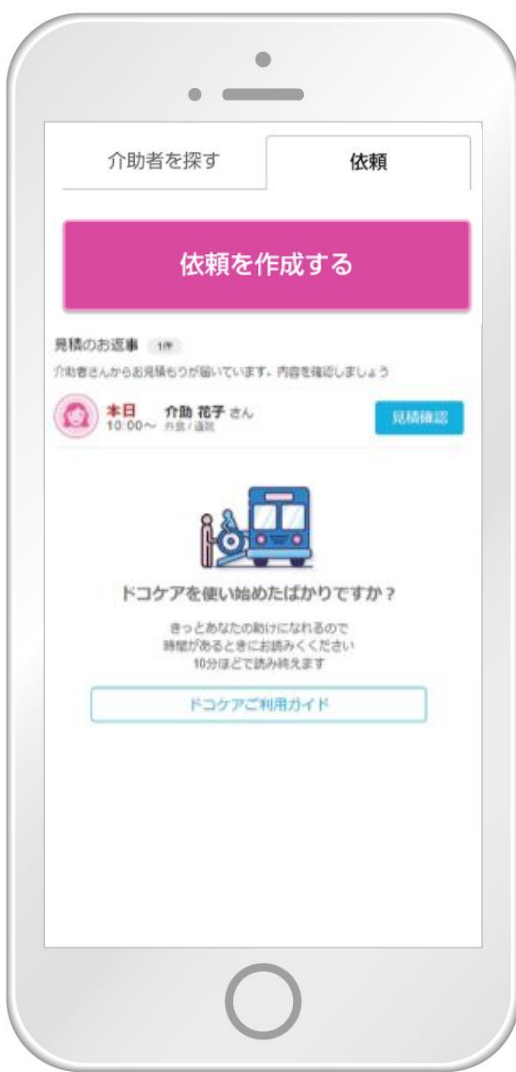 介助者を探す
依頼
依頼を作成する
見積のお返事 1件
介助者さんからお見積もりが届いています。内容を確認しましょう
本日 介助 花子 さん
10:00〜 外食 / 通院
見積確認
ドコケアを使い始めたばかりですか？
きっとあなたの助けになれるので
時間があるときにお読みください
10分ほどで読み終えます
ドコケアご利用ガイド